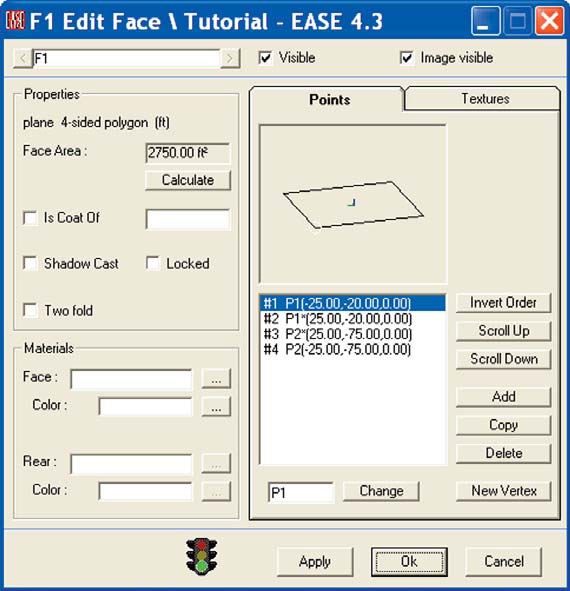 EASE F1 Edit Face \ Tutorial - EASE 4.3
F1
Visible
Image visible
Properties
plane 4-sided polygon (ft)
Face Area : 2750.00 ft²
Calculate
Is Coat Of
Shadow Cast
Locked
Two fold
Materials
Face : ...
Color : ...
Rear : ...
Color : ...
Points
Textures
#1 P1(-25.00,-20.00,0.00)
#2 P1*(25.00,-20.00,0.00)
#3 P2*(25.00,-75.00,0.00)
#4 P2(-25.00,-75.00,0.00)
Invert Order
Scroll Up
Scroll Down
Add
Copy
Delete
P1
Change
New Vertex
Apply
Ok
Cancel